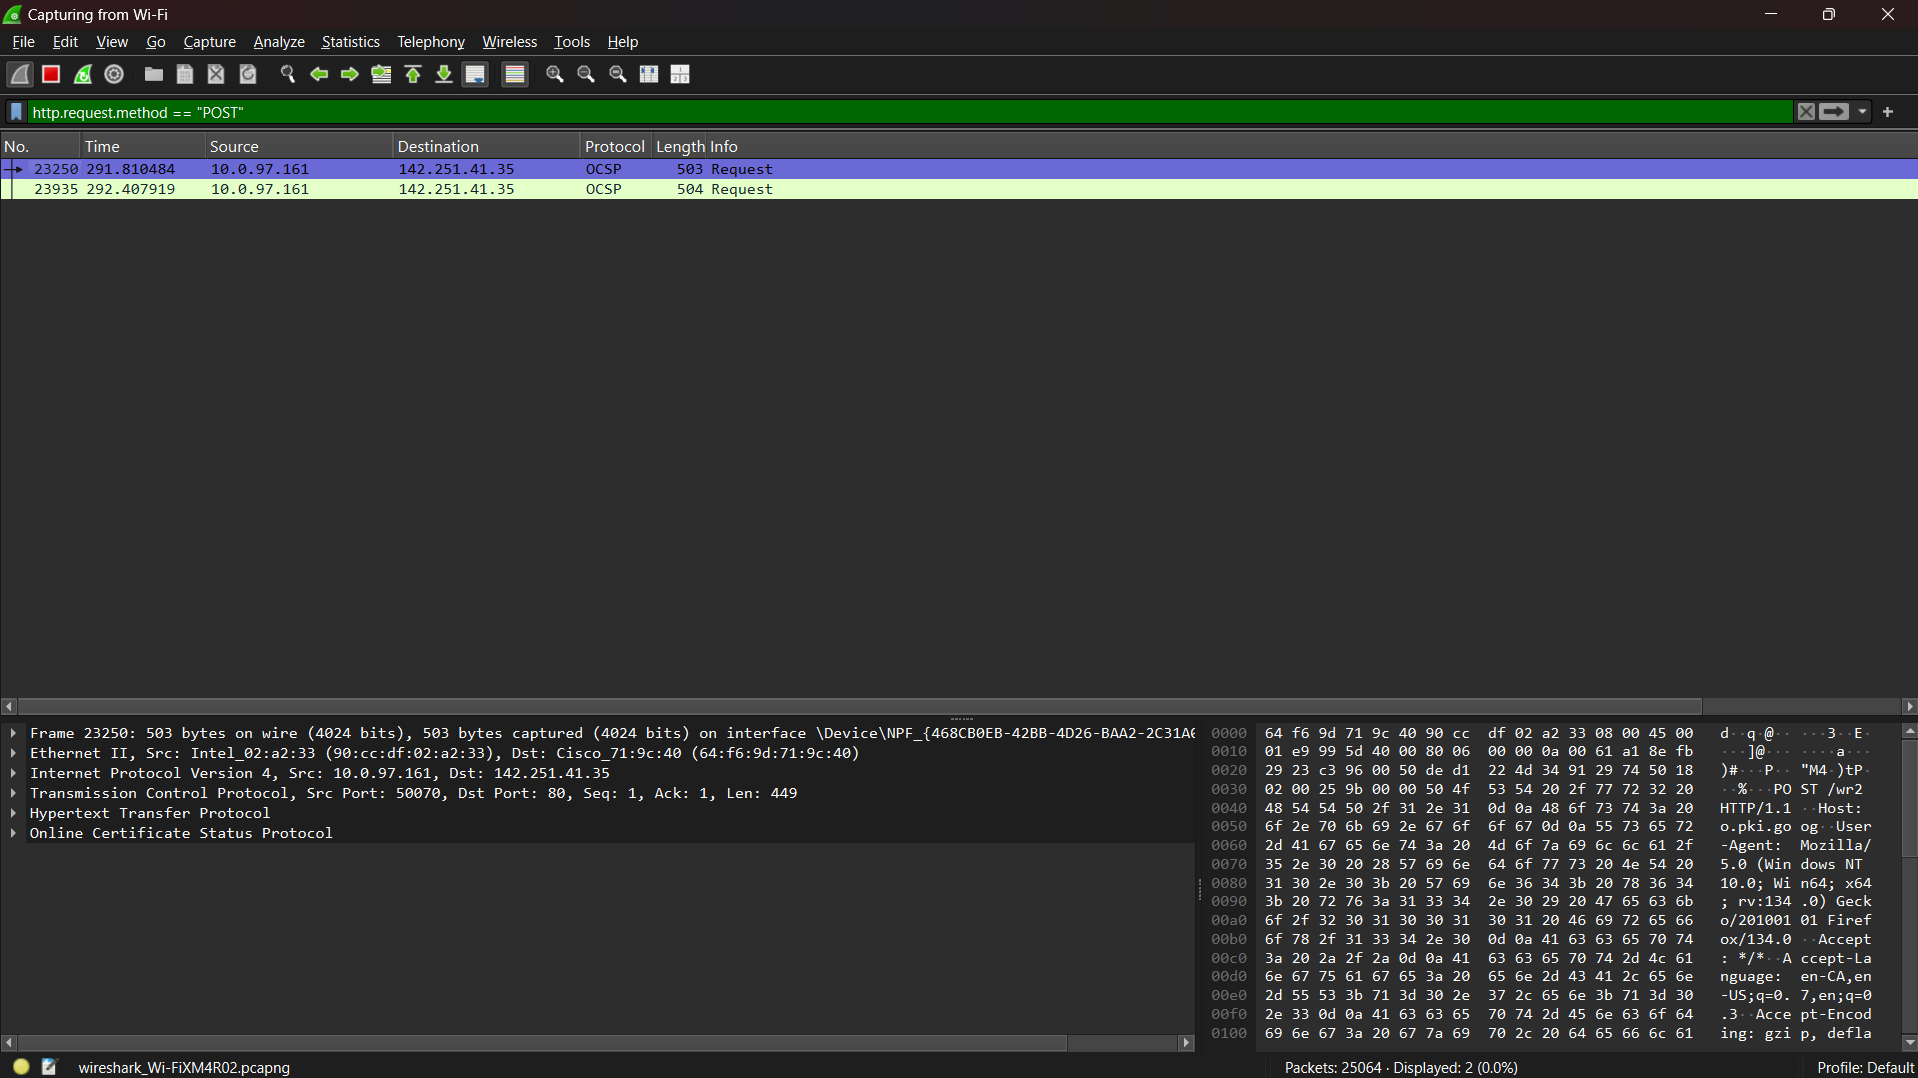 Capturing from Wi-Fi
File Edit View Go Capture Analyze Statistics Telephony Wireless Tools Help
http.request.method == "POST"
No. Time Source Destination Protocol Length Info
23250 291.810484 10.0.97.161 142.251.41.35 OCSP 503 Request
23935 292.407919 10.0.97.161 142.251.41.35 OCSP 504 Request
Frame 23250: 503 bytes on wire (4024 bits), 503 bytes captured (4024 bits) on interface \Device\NPF_{468CB0EB-42BB-4D26-BAA2-2C31A
Ethernet II, Src: Intel_02:a2:33 (90:cc:df:02:a2:33), Dst: Cisco_71:9c:40 (64:f6:9d:71:9c:40)
Internet Protocol Version 4, Src: 10.0.97.161, Dst: 142.251.41.35
Transmission Control Protocol, Src Port: 50070, Dst Port: 80, Seq: 1, Ack: 1, Len: 449
Hypertext Transfer Protocol
Online Certificate Status Protocol
0000 64 f6 9d 71 9c 40 90 cc df 02 a2 33 08 00 45 00 d··q·@·· ···3··E·
0010 01 e9 99 5d 40 00 80 06 00 00 0a 00 61 a1 8e fb ···]@··· ····a···
0020 29 23 c3 96 00 50 de d1 22 4d 34 91 29 74 50 18 )#···P·· "M4·)tP·
0030 02 00 25 9b 00 00 50 4f 53 54 20 2f 77 72 32 20 ··%···PO ST /wr2
0040 48 54 54 50 2f 31 2e 31 0d 0a 48 6f 73 74 3a 20 HTTP/1.1 ··Host:
0050 6f 2e 70 6b 69 2e 67 6f 6f 67 0d 0a 55 73 65 72 o.pki.go og··User
0060 2d 41 67 65 6e 74 3a 20 4d 6f 7a 69 6c 6c 61 2f -Agent: Mozilla/
0070 35 2e 30 20 28 57 69 6e 64 6f 77 73 20 4e 54 20 5.0 (Win dows NT
0080 31 30 2e 30 3b 20 57 69 6e 36 34 3b 20 78 36 34 10.0; Wi n64; x64
0090 3b 20 72 76 3a 31 33 34 2e 30 29 20 47 65 63 6b ; rv:134 .0) Geck
00a0 6f 2f 32 30 31 30 30 31 30 31 20 46 69 72 65 66 o/201001 01 Firef
00b0 6f 78 2f 31 33 34 2e 30 0d 0a 41 63 63 65 70 74 ox/134.0 ··Accept
00c0 3a 20 2a 2f 2a 0d 0a 41 63 63 65 70 74 2d 4c 61 : */*··A ccept-La
00d0 6e 67 75 61 67 65 3a 20 65 6e 2d 43 41 2c 65 6e nguage: en-CA,en
00e0 2d 55 53 3b 71 3d 30 2e 37 2c 65 6e 3b 71 3d 30 -US;q=0. 7,en;q=0
00f0 2e 33 0d 0a 41 63 63 65 70 74 2d 45 6e 63 6f 64 .3··Acce pt-Encod
0100 69 6e 67 3a 20 67 7a 69 70 2c 20 64 65 66 6c 61 ing: gzi p, defla
wireshark_Wi-FiXM4R02.pcapng Packets: 25064 · Displayed: 2 (0.0%) Profile: Default